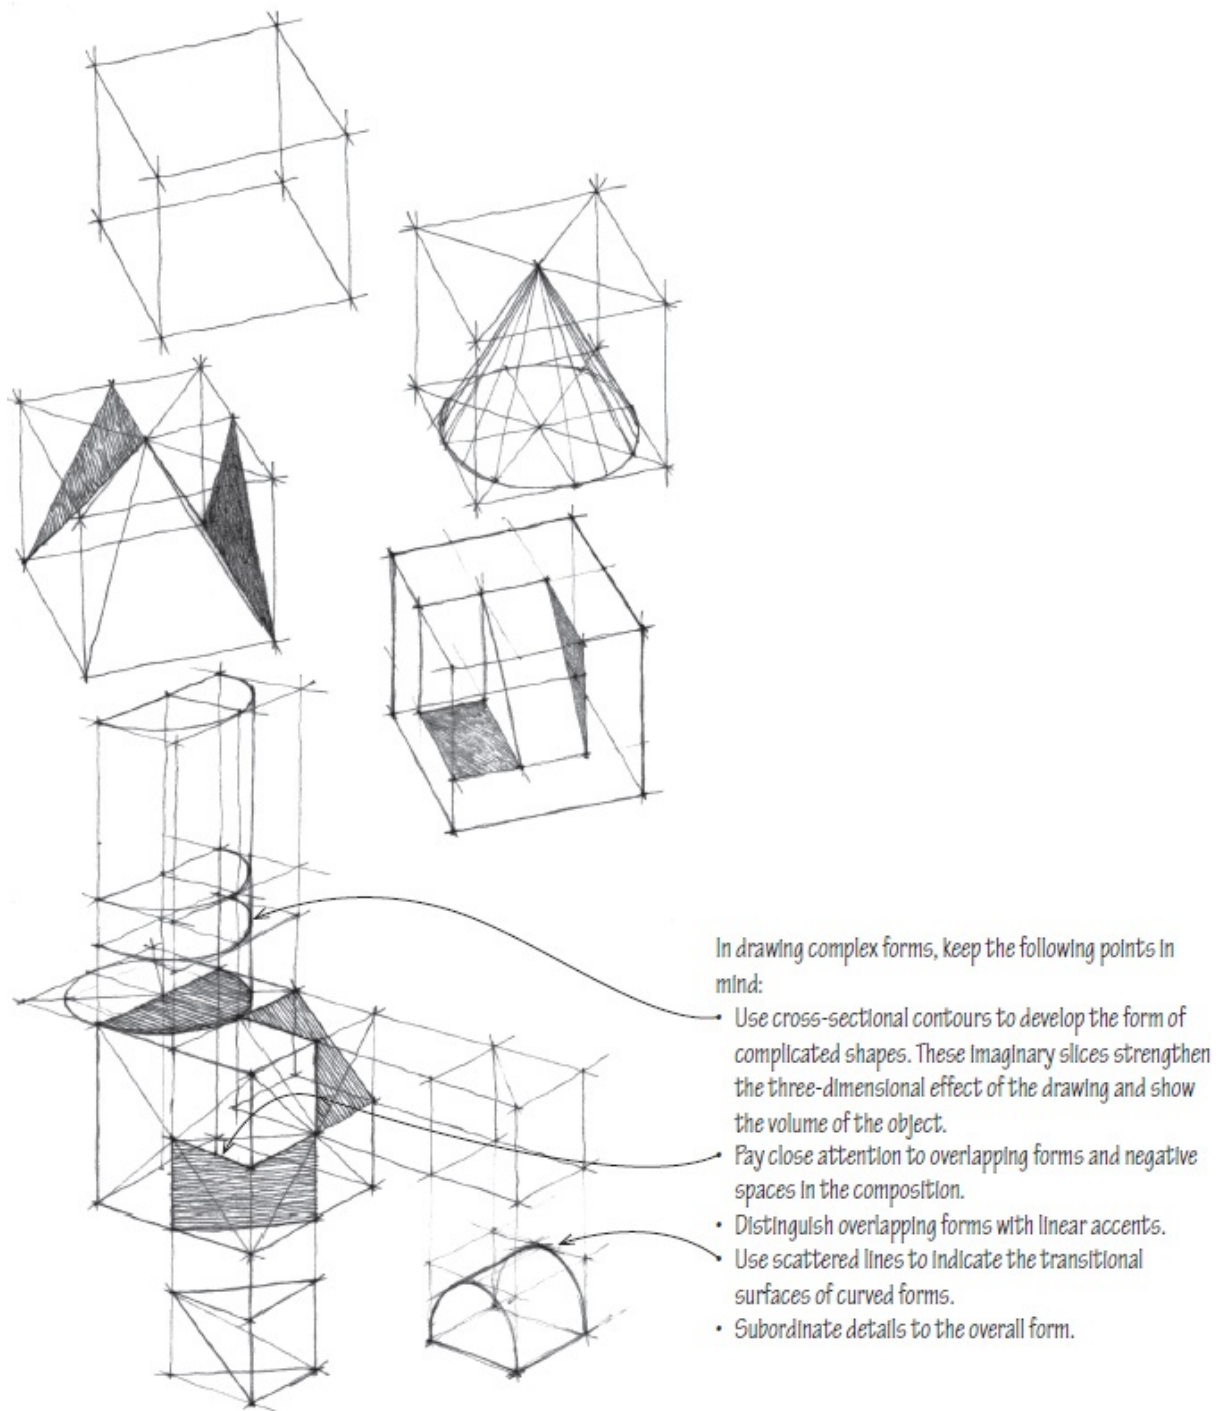 In drawing complex forms, keep the following points in
mind:
• Use cross-sectional contours to develop the form of
complicated shapes. These imaginary slices strengthen
the three-dimensional effect of the drawing and show
the volume of the object.
• Pay close attention to overlapping forms and negative
spaces in the composition.
• Distinguish overlapping forms with linear accents.
• Use scattered lines to indicate the transitional
surfaces of curved forms.
• Subordinate details to the overall form.